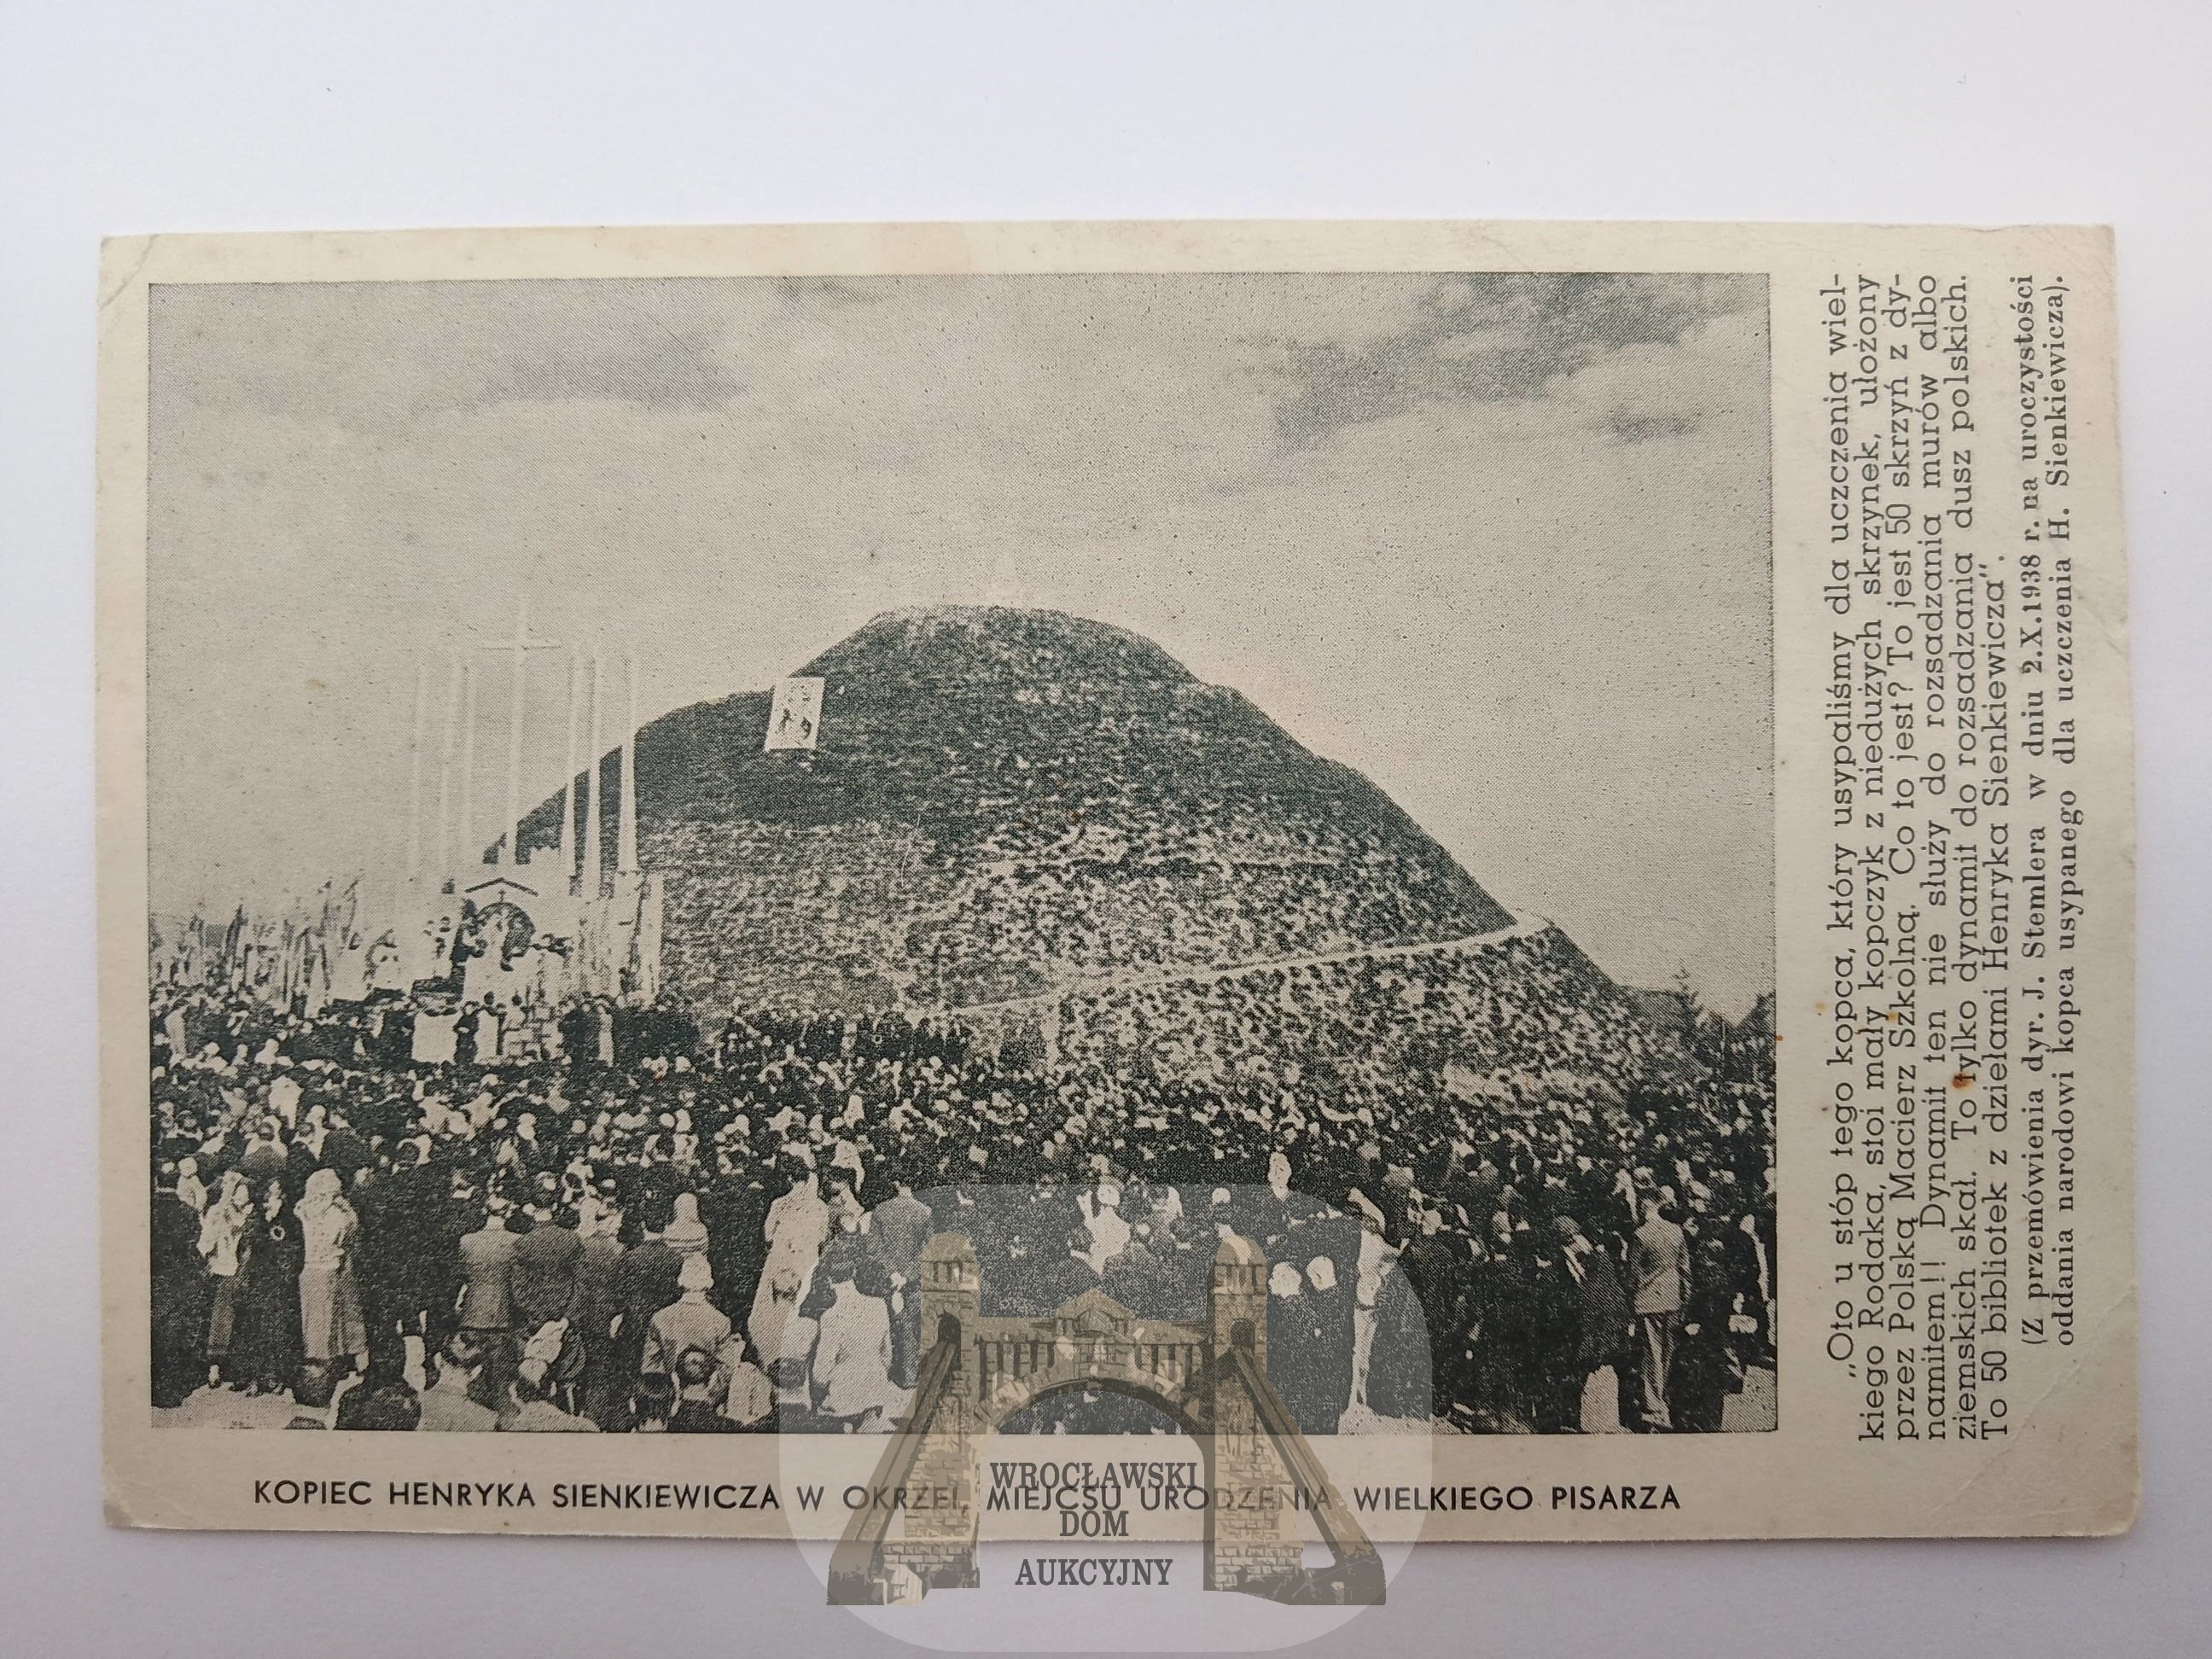 „Oto u stóp tego kopca, który usypaliśmy dla uczczenia wiel-
kiego Rodaka, stoi mały kopczyk z niedużych skrzynek, ułożony
przez Polską Macierz Szkolną. Co to jest? To jest 50 skrzyń z dy-
namitem!! Dynamit ten nie służy do rozsadzania murów albo
ziemskich skał. To tylko dynamit do rozsadzania dusz polskich.
To 50 bibliotek z dziełami Henryka Sienkiewicza".
(Z przemówienia dyr. J. Stemlera w dniu 2.X.1938 r. na uroczystości
oddania narodowi kopca usypanego dla uczczenia H. Sienkiewicza).
KOPIEC HENRYKA SIENKIEWICZA W OKRZEI, MIEJCSU URODZENIA WIELKIEGO PISARZA
WROCŁAWSKI
DOM
AUKCYJNY